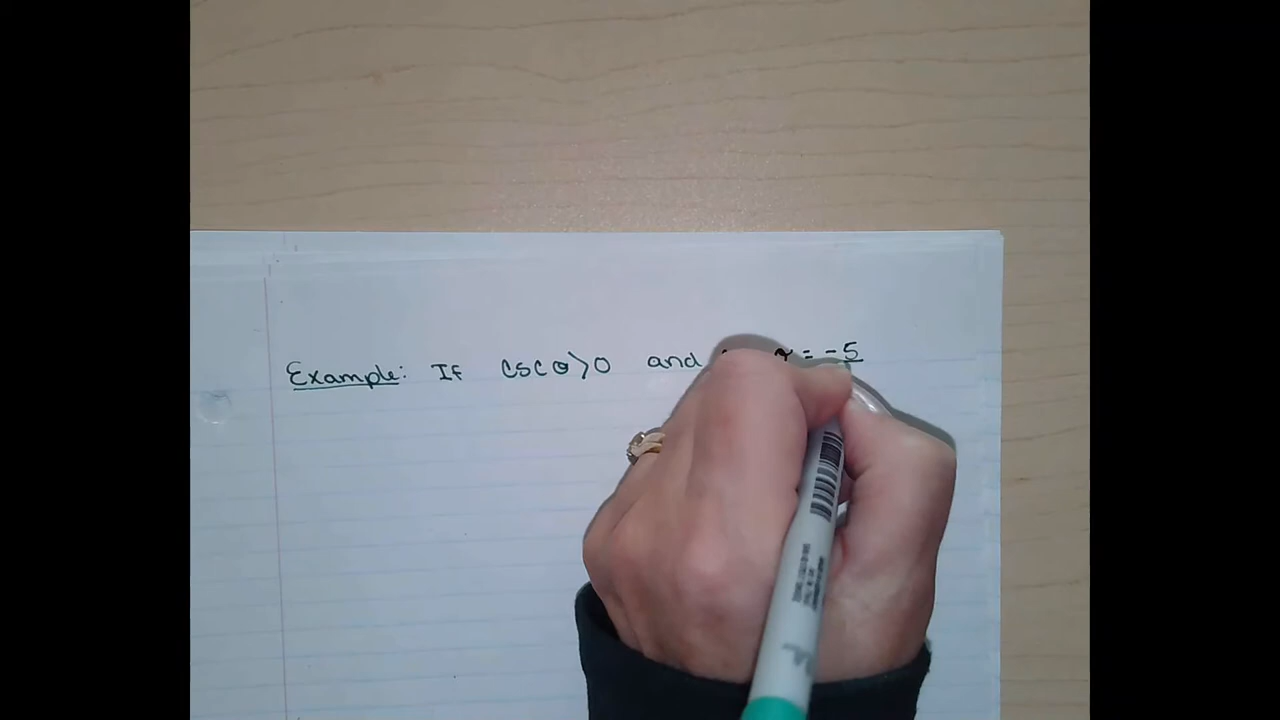 Example: If csc θ > 0 and = -5